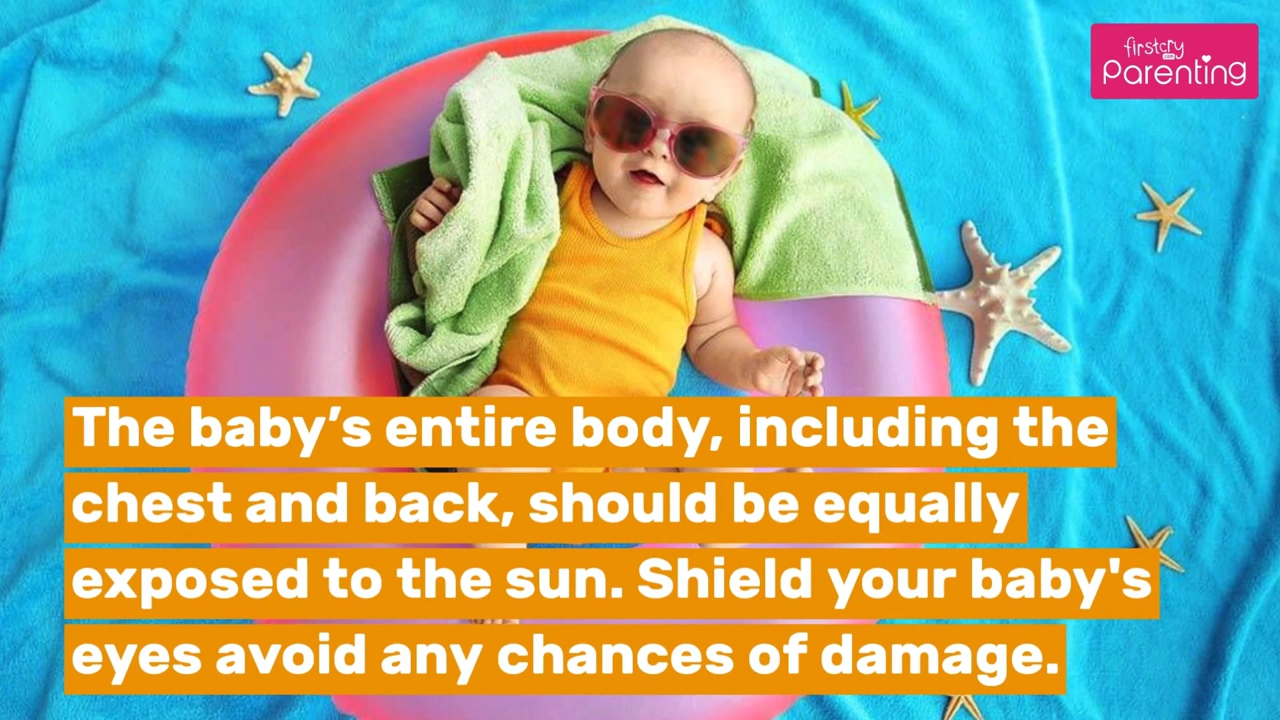 firstcry
.com
Parenting
The baby’s entire body, including the
chest and back, should be equally
exposed to the sun. Shield your baby's
eyes avoid any chances of damage.